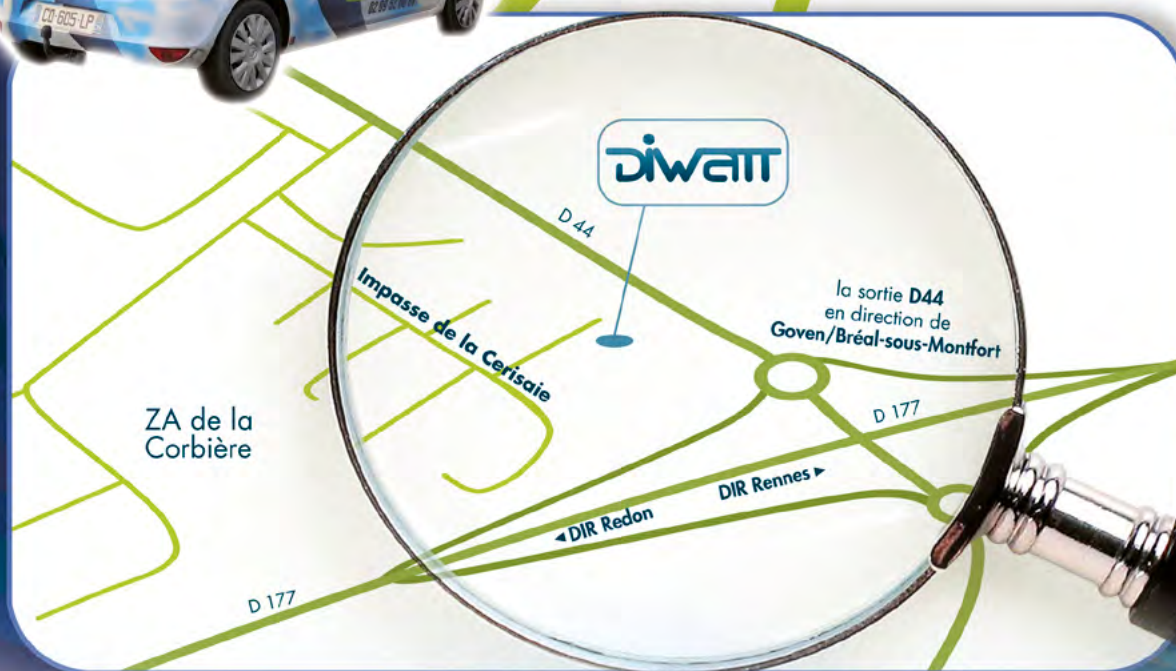 CO-605-LP
DiWATT
D 44
la sortie D44
en direction de
Goven/Bréal-sous-Montfort
Impasse de la Cerisaie
ZA de la
Corbière
D 177
DIR Rennes ►
◄ DIR Redon
D 177